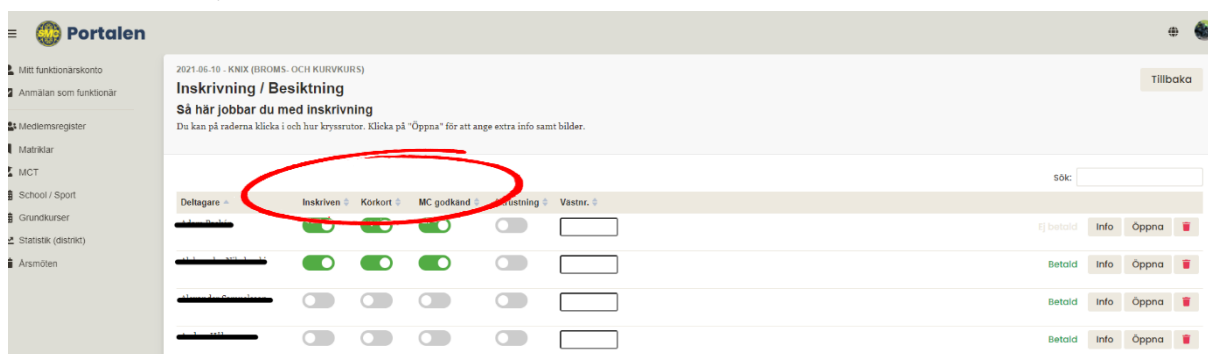 SMC Portalen
Mitt funktionärskonto
Anmälan som funktionär
Medlemsregister
Matriklar
MCT
School / Sport
Grundkurser
Statistik (distrikt)
Årsmöten
2021-06-10 - KNIX (BROMS- OCH KURVKURS)
Tillbaka
Inskrivning / Besiktning
Så här jobbar du med inskrivning
Du kan på raderna klicka i och hur kryssrutor. Klicka på "Öppna" för att ange extra info samt bilder.
Sök:
Deltagare Inskriven Körkort MC godkänd Västnr.
Ej betald Info Öppna
Betald Info Öppna
Betald Info Öppna
Betald Info Öppna